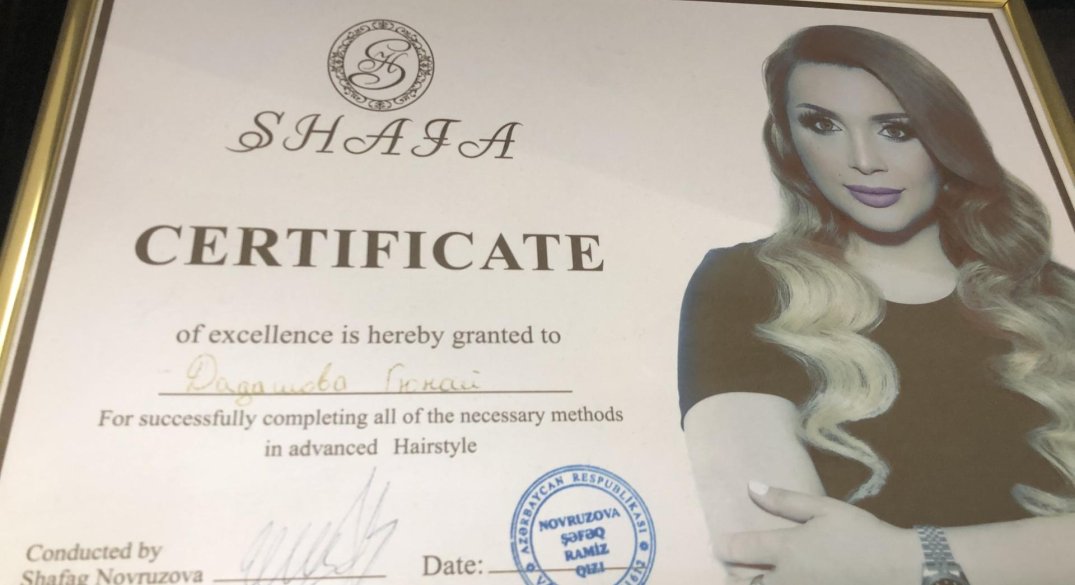 SHAFA
CERTIFICATE
of excellence is hereby granted to
Дадашова Гюнай
For successfully completing all of the necessary methods
in advanced Hairstyle
Conducted by
Shafag Novruzova
Date:
AZƏRBAYCAN RESPUBLİKASI
NOVRUZOVA
ŞƏFƏQ
RAMİZ
QIZI